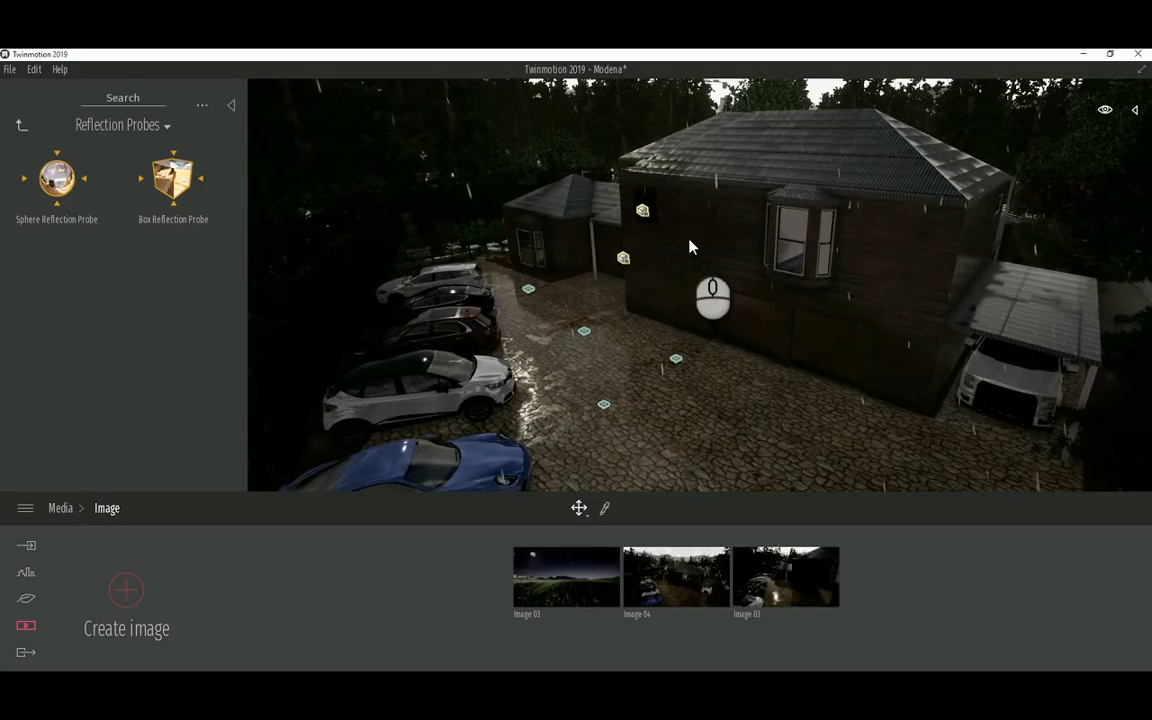 Twinmotion 2019
File Edit Help
Twinmotion 2019 - Modena*
Search
Reflection Probes
Sphere Reflection Probe
Box Reflection Probe
Media > Image
Create image
Image 03
Image 04
Image 03